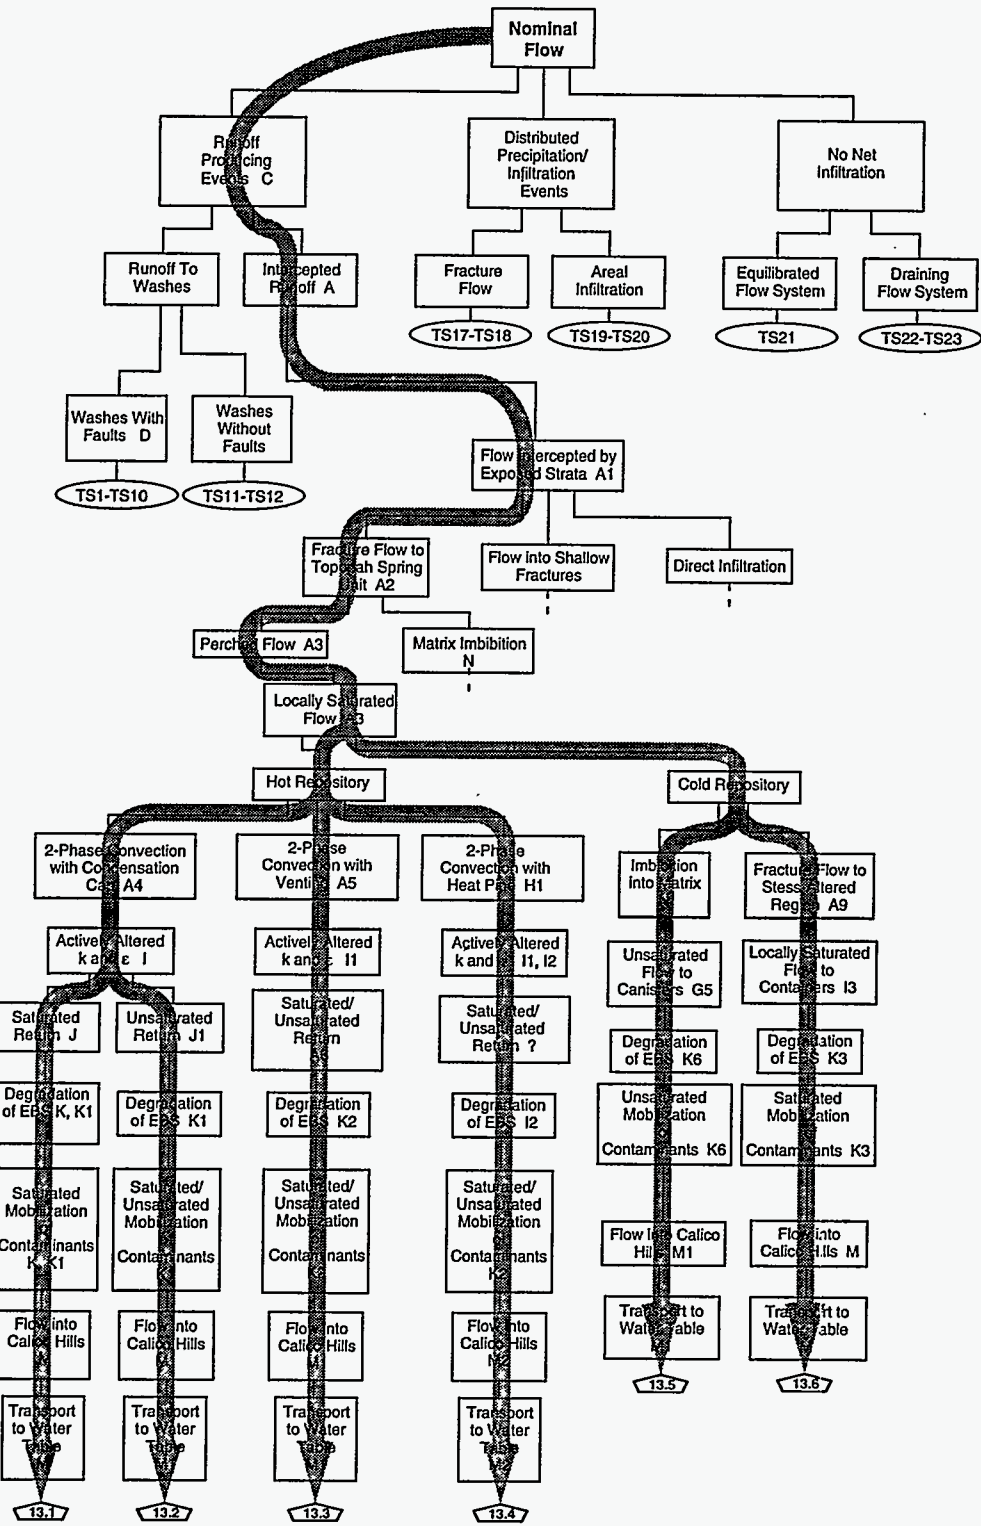 Nominal
Flow
Runoff
Producing
Events C
Distributed
Precipitation/
Infiltration
Events
No Net
Infiltration
Runoff To
Washes
Intercepted
Runoff A
Fracture
Flow
Areal
Infiltration
Equilibrated
Flow System
Draining
Flow System
TS17-TS18
TS19-TS20
TS21
TS22-TS23
Washes With
Faults D
Washes
Without
Faults
TS1-TS10
TS11-TS12
Flow Intercepted by
Exposed Strata A1
Fracture Flow to
Topopah Spring
Unit A2
Flow into Shallow
Fractures
Direct Infiltration
Perched Flow A3
Matrix Imbibition
N
Locally Saturated
Flow A3
Hot Repository
Cold Repository
2-Phase Convection
with Condensation
Cap A4
2-Phase
Convection with
Venting A5
2-Phase
Convection with
Heat Pipe H1
Imbibition
into Matrix
Fracture Flow to
Stess Altered
Region A9
Actively Altered
k and ε I
Actively Altered
k and ε I1
Actively Altered
k and I1, I2
Unsaturated
Flow to
Canisters G5
Locally Saturated
Flow to
Containers I3
Saturated
Return J
Unsaturated
Return J1
Saturated/
Unsaturated
Return
Saturated/
Unsaturated
Return ?
Degradation
of EBS K6
Degradation
of EBS K3
Degradation
of EBS K, K1
Degradation
of EBS K1
Degradation
of EBS K2
Degradation
of EBS I2
Unsaturated
Mobilization
Contaminants K6
Saturated
Mobilization
Contaminants K3
Saturated
Mobilization
Contaminants
K, K1
Saturated/
Unsaturated
Mobilization
Contaminants
Saturated/
Unsaturated
Mobilization
Contaminants
Saturated/
Unsaturated
Mobilization
Contaminants
K2
Flow into Calico
Hills M1
Flow into
Calico Hills M
Flow into
Calico Hills
Flow into
Calico Hills
Flow into
Calico Hills
Flow into
Calico Hills
M2
Transport to
Water Table
Transport to
Water Table
13.5
13.6
Transport
to Water
Table
Transport
to Water
Table
Transport
to Water
Table
Transport
to Water
Table
M2
13.1
13.2
13.3
13.4